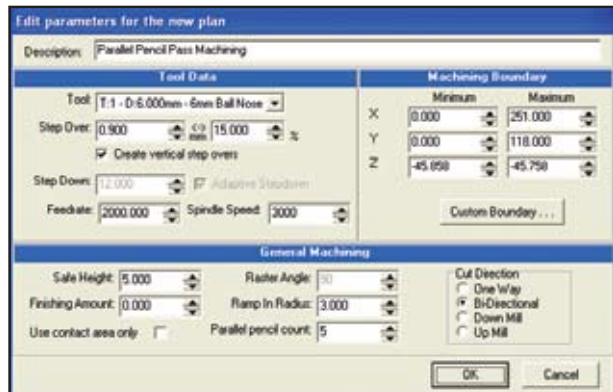 Edit parameters for the new plan
Description: Parallel Pencil Pass Machining
Tool Data
Tool: T:1 - D:6.000mm - 6mm Ball Nose
Step Over: 0.900 <-> mm 15.000 %
Create vertical step overs
Step Down: 12.000 Adaptive Stepdown
Feedrate: 2000.000 Spindle Speed: 3000
Machining Boundary
Minimum Maximum
X 0.000 251.000
Y 0.000 118.000
Z -45.858 -45.758
Custom Boundary . . .
General Machining
Safe Height: 5.000 Raster Angle: 90
Finishing Amount: 0.000 Ramp In Radius: 3.000
Use contact area only Parallel pencil count: 5
Cut Direction
One Way
Bi-Directional
Down Mill
Up Mill
OK Cancel